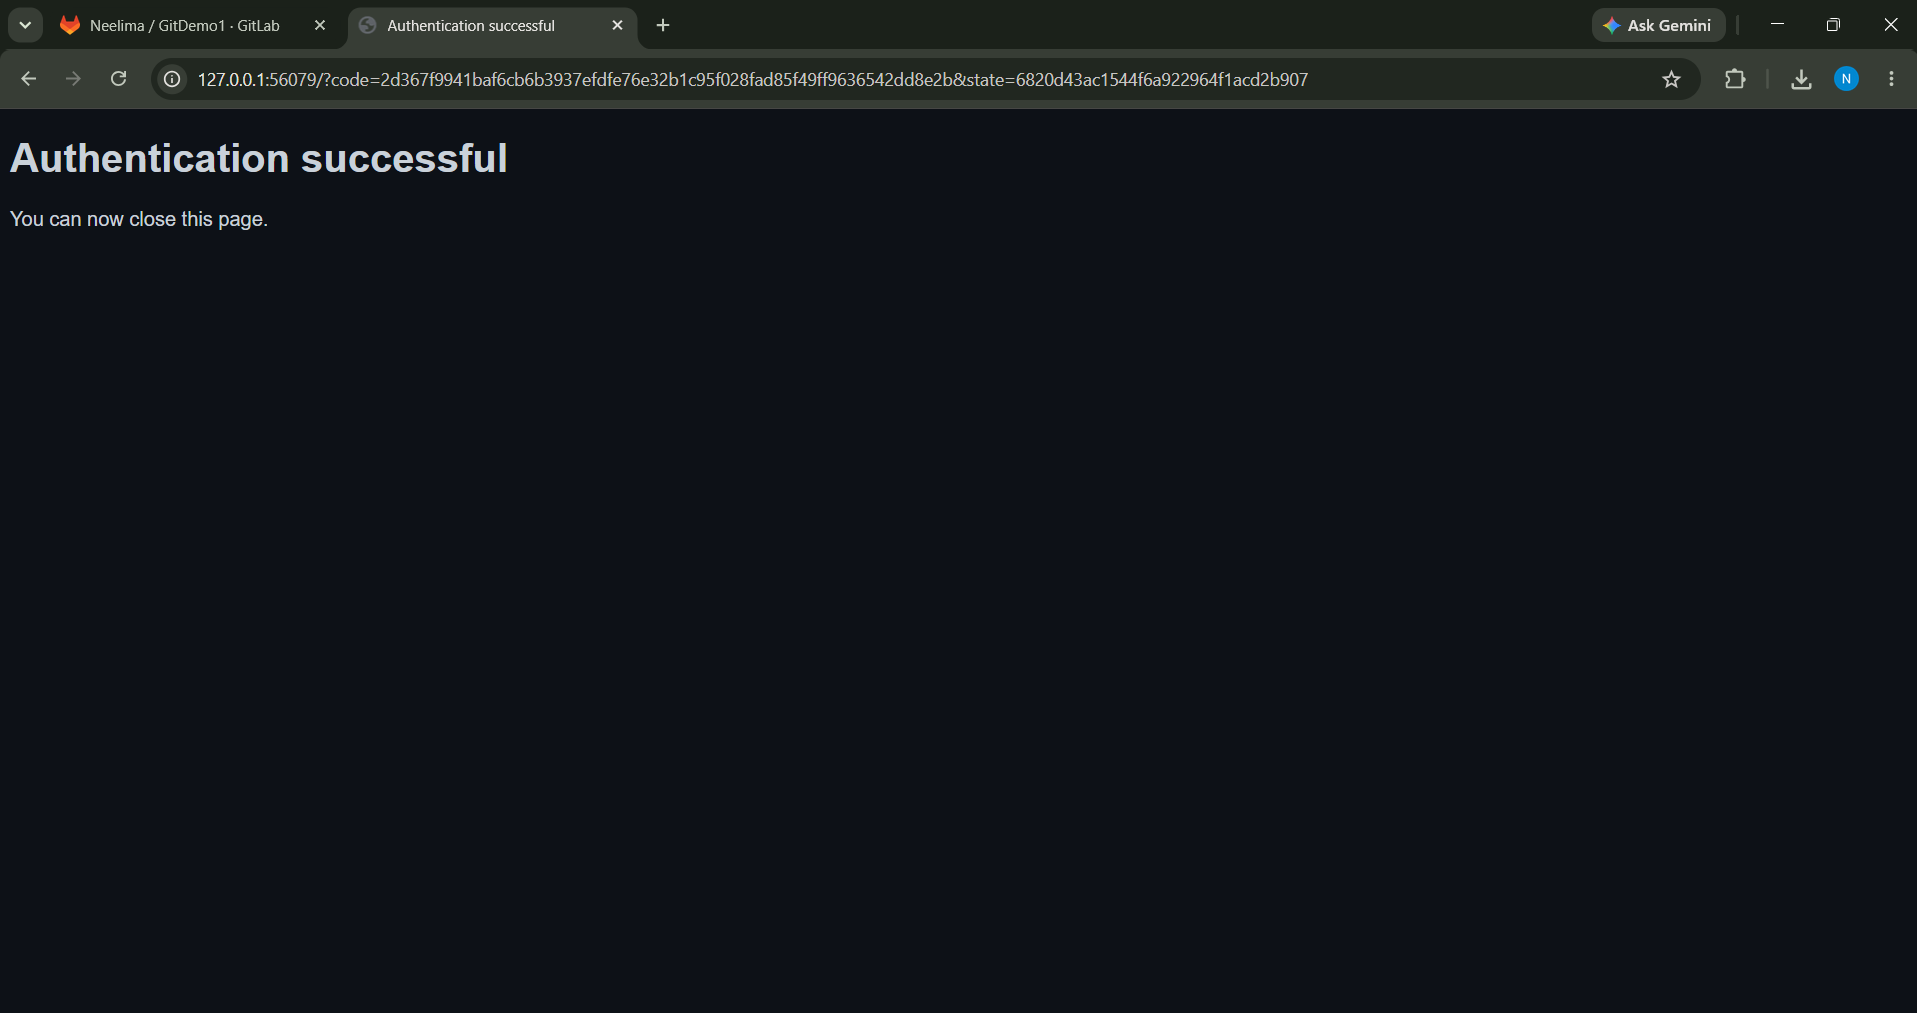 Neelima / GitDemo1 · GitLab
Authentication successful
Ask Gemini
127.0.0.1:56079/?code=2d367f9941baf6cb6b3937efdfe76e32b1c95f028fad85f49ff9636542dd8e2b&state=6820d43ac1544f6a922964f1acd2b907
N
Authentication successful
You can now close this page.